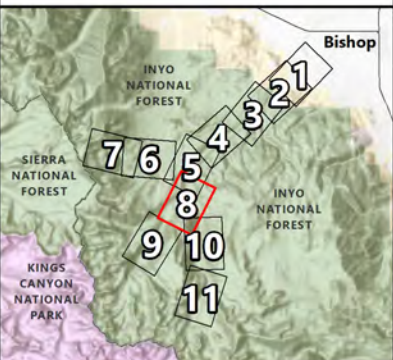 Bishop
1
2
3
4
5
6
7
8
9
10
11
INYO
NATIONAL
FOREST
SIERRA
NATIONAL
FOREST
INYO
NATIONAL
FOREST
KINGS
CANYON
NATIONAL
PARK